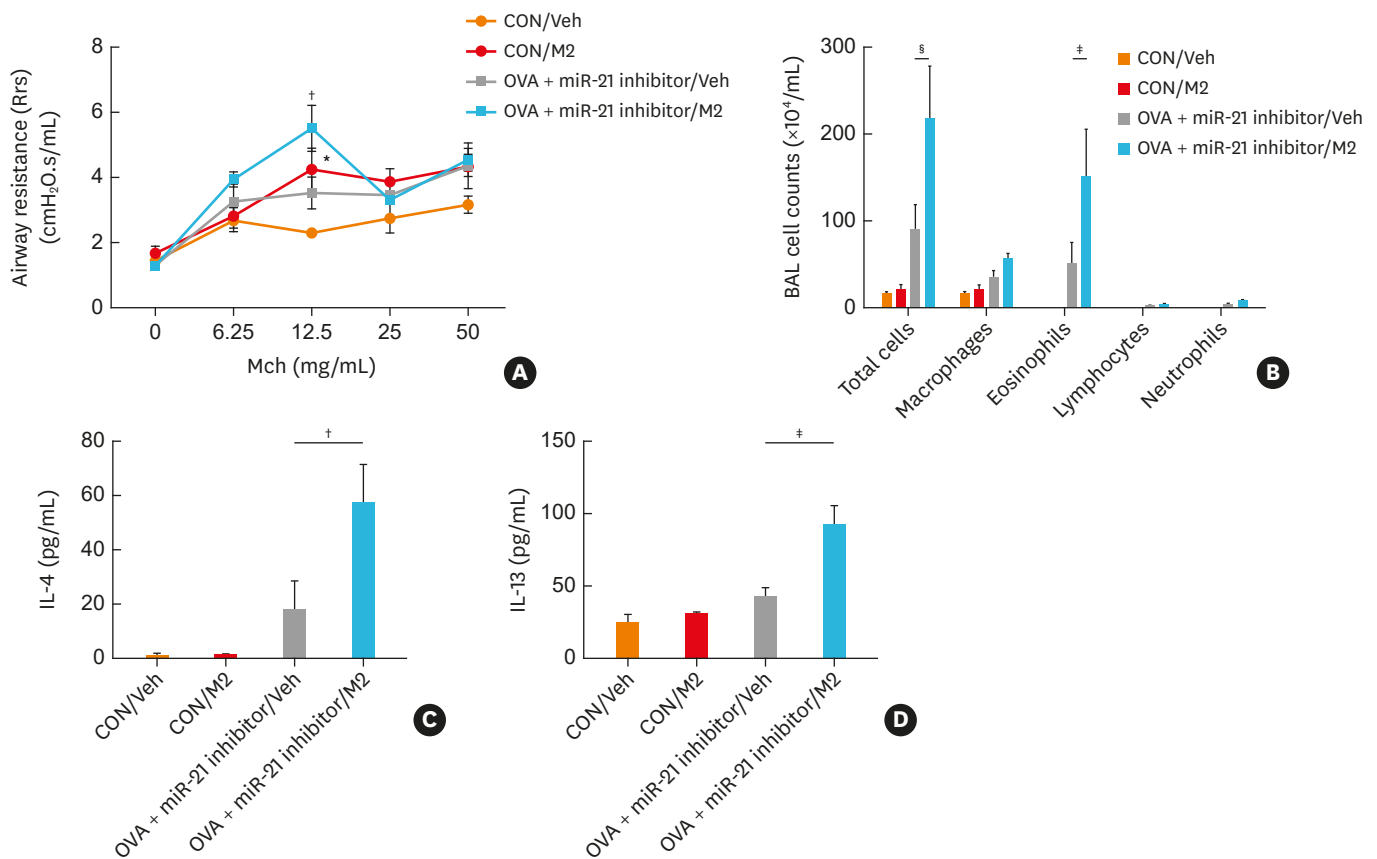 CON/Veh
CON/M2
OVA + miR-21 inhibitor/Veh
OVA + miR-21 inhibitor/M2
Airway resistance (Rrs)
(cmH₂O.s/mL)
8
6
4
2
0
†
*
0 6.25 12.5 25 50
Mch (mg/mL)
A
BAL cell counts (×10⁴/mL)
300
200
100
0
§ ‡
CON/Veh
CON/M2
OVA + miR-21 inhibitor/Veh
OVA + miR-21 inhibitor/M2
Total cells
Macrophages
Eosinophils
Lymphocytes
Neutrophils
B
IL-4 (pg/mL)
80
60
40
20
0
†
CON/Veh
CON/M2
OVA + miR-21 inhibitor/Veh
OVA + miR-21 inhibitor/M2
C
IL-13 (pg/mL)
150
100
50
0
‡
CON/Veh
CON/M2
OVA + miR-21 inhibitor/Veh
OVA + miR-21 inhibitor/M2
D